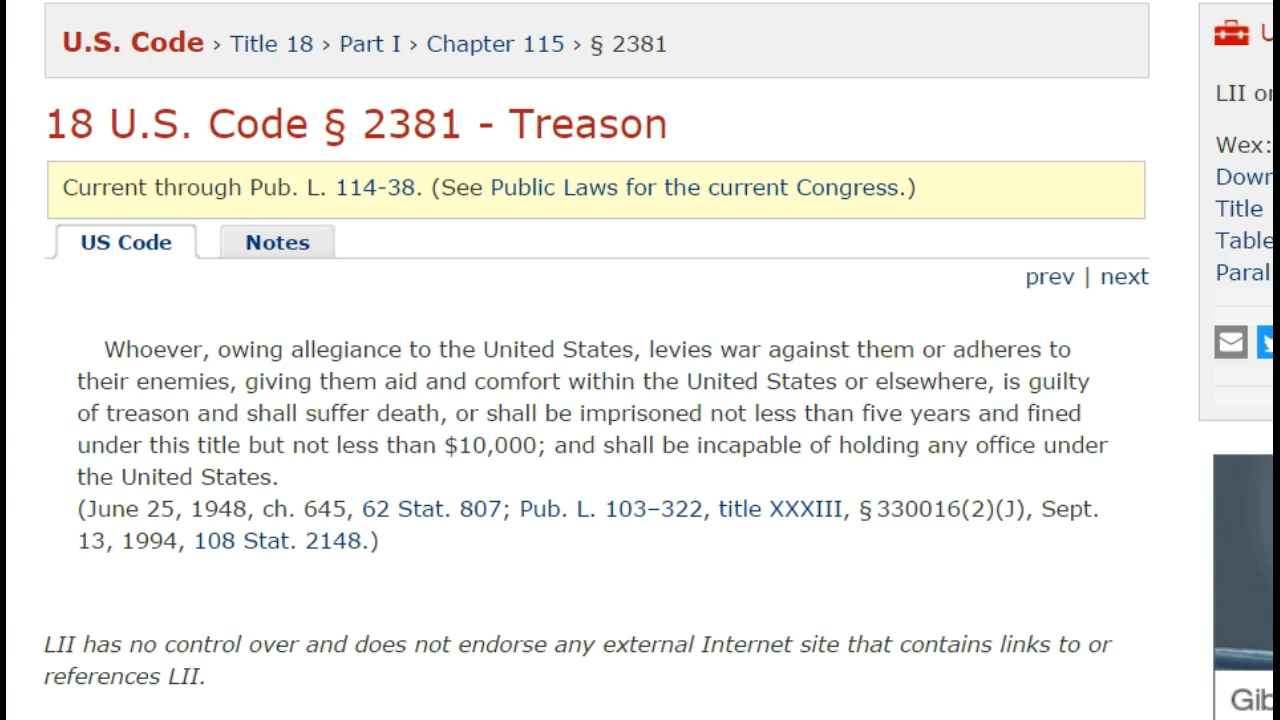 U.S. Code › Title 18 › Part I › Chapter 115 › § 2381
18 U.S. Code § 2381 - Treason
Current through Pub. L. 114-38. (See Public Laws for the current Congress.)
US Code
Notes
prev | next
Whoever, owing allegiance to the United States, levies war against them or adheres to
their enemies, giving them aid and comfort within the United States or elsewhere, is guilty
of treason and shall suffer death, or shall be imprisoned not less than five years and fined
under this title but not less than $10,000; and shall be incapable of holding any office under
the United States.
(June 25, 1948, ch. 645, 62 Stat. 807; Pub. L. 103–322, title XXXIII, § 330016(2)(J), Sept.
13, 1994, 108 Stat. 2148.)
LII has no control over and does not endorse any external Internet site that contains links to or
references LII.
LII
Wex:
Title